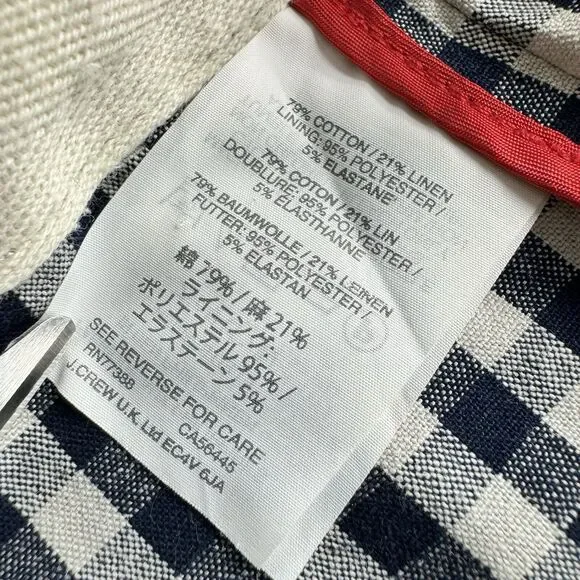 79% COTTON / 21% LINEN
LINING: 95% POLYESTER /
5% ELASTANE
79% COTON / 21% LIN
DOUBLURE: 95% POLYESTER /
5% ELASTHANNE
79% BAUMWOLLE / 21% LEINEN
FUTTER: 95% POLYESTER /
5% ELASTAN
綿 79% / 麻 21%
ライニング:
ポリエステル 95% /
エラステーン 5%
SEE REVERSE FOR CARE
RN77388 CA56445
J.CREW U.K. Ltd EC4V 6JA